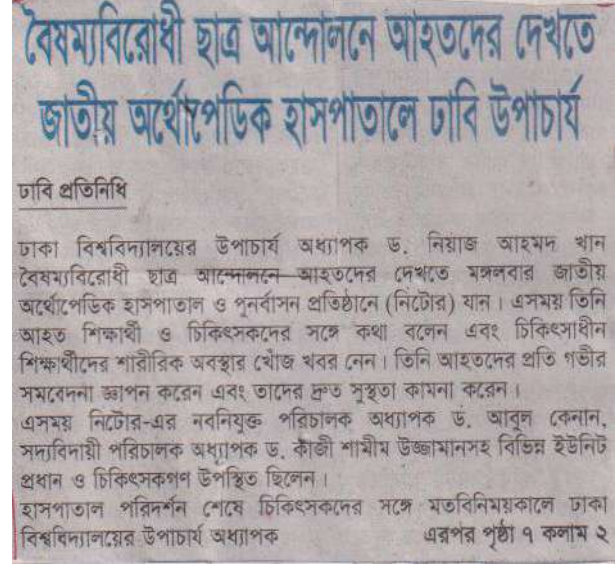 বৈষম্যবিরোধী ছাত্র আন্দোলনে আহতদের দেখতে
জাতীয় অর্থোপেডিক হাসপাতালে ঢাবি উপাচার্য
ঢাবি প্রতিনিধি
ঢাকা বিশ্ববিদ্যালয়ের উপাচার্য অধ্যাপক ড. নিয়াজ আহমদ খান
বৈষম্যবিরোধী ছাত্র আন্দোলনে আহতদের দেখতে মঙ্গলবার জাতীয়
অর্থোপেডিক হাসপাতাল ও পুনর্বাসন প্রতিষ্ঠানে (নিটোর) যান। এসময় তিনি
আহত শিক্ষার্থী ও চিকিৎসকদের সঙ্গে কথা বলেন এবং চিকিৎসাধীন
শিক্ষার্থীদের শারীরিক অবস্থার খোঁজ খবর নেন। তিনি আহতদের প্রতি গভীর
সমবেদনা জ্ঞাপন করেন এবং তাদের দ্রুত সুস্থতা কামনা করেন।
এসময় নিটোর-এর নবনিযুক্ত পরিচালক অধ্যাপক ড. আবুল কেনান,
সদ্যবিদায়ী পরিচালক অধ্যাপক ড. কাজী শামীম উজ্জামানসহ বিভিন্ন ইউনিট
প্রধান ও চিকিৎসকগণ উপস্থিত ছিলেন।
হাসপাতাল পরিদর্শন শেষে চিকিৎসকদের সঙ্গে মতবিনিময়কালে ঢাকা
বিশ্ববিদ্যালয়ের উপাচার্য অধ্যাপক এরপর পৃষ্ঠা ৭ কলাম ২